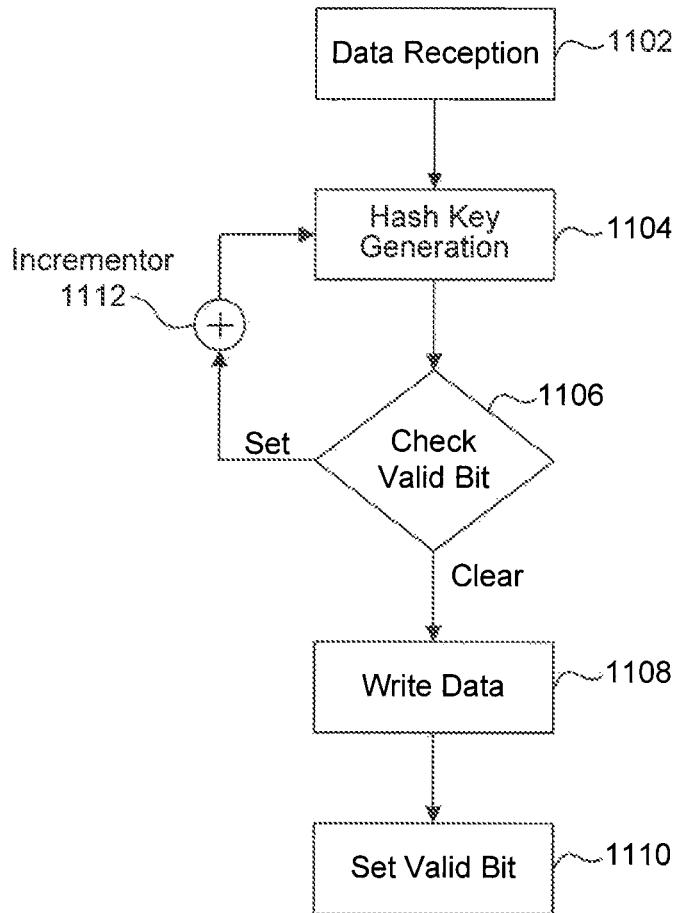 Data Reception
1102
Hash Key
Generation
1104
Incrementor
1112
1106
Check
Valid Bit
Set
Clear
Write Data
1108
Set Valid Bit
1110